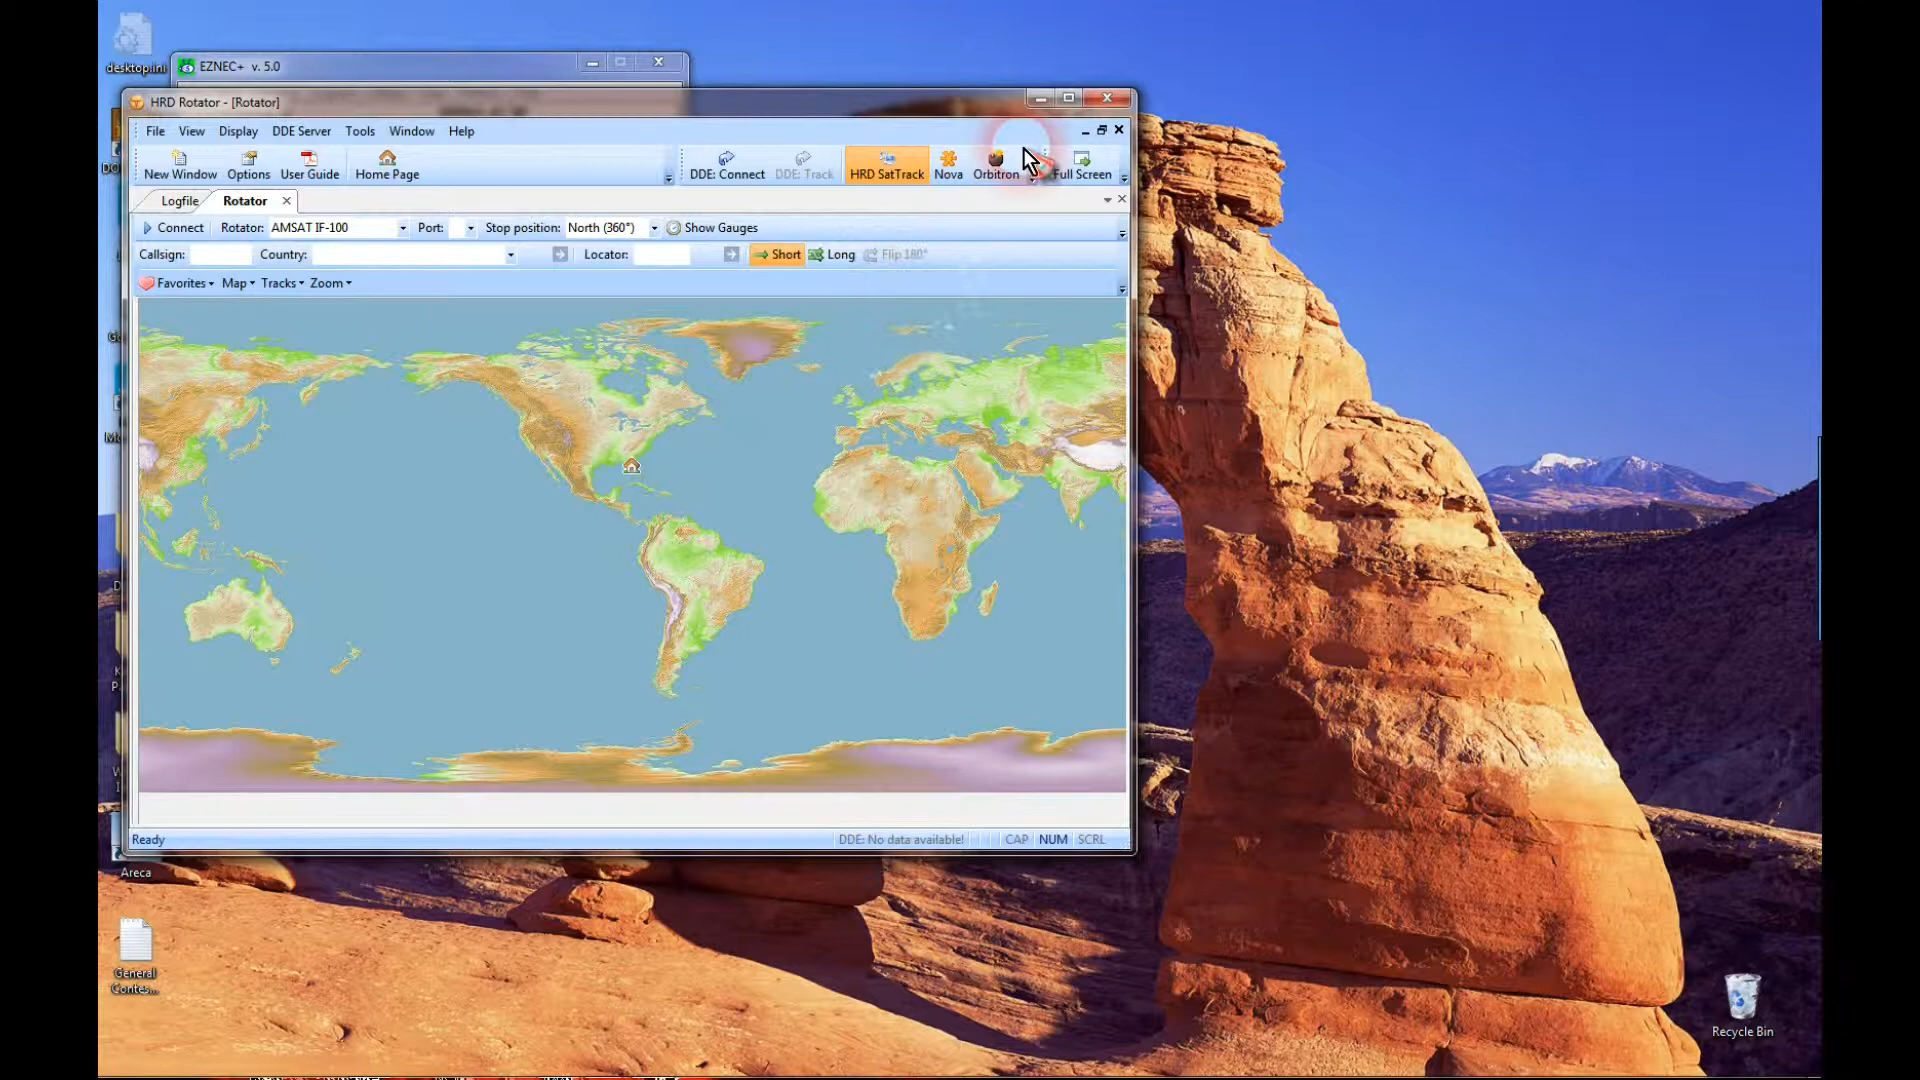 desktop.ini
EZNEC+ v. 5.0
HRD Rotator - [Rotator]
File View Display DDE Server Tools Window Help
New Window Options User Guide Home Page DDE: Connect DDE: Track HRD SatTrack Nova Orbitron Full Screen
Logfile Rotator
Connect Rotator: AMSAT IF-100 Port: Stop position: North (360°) Show Gauges
Callsign: Country: Locator: Short Long Flip 180°
Favorites Map Tracks Zoom
Ready DDE: No data available! CAP NUM SCRL
Areca
General
Contes...
Recycle Bin